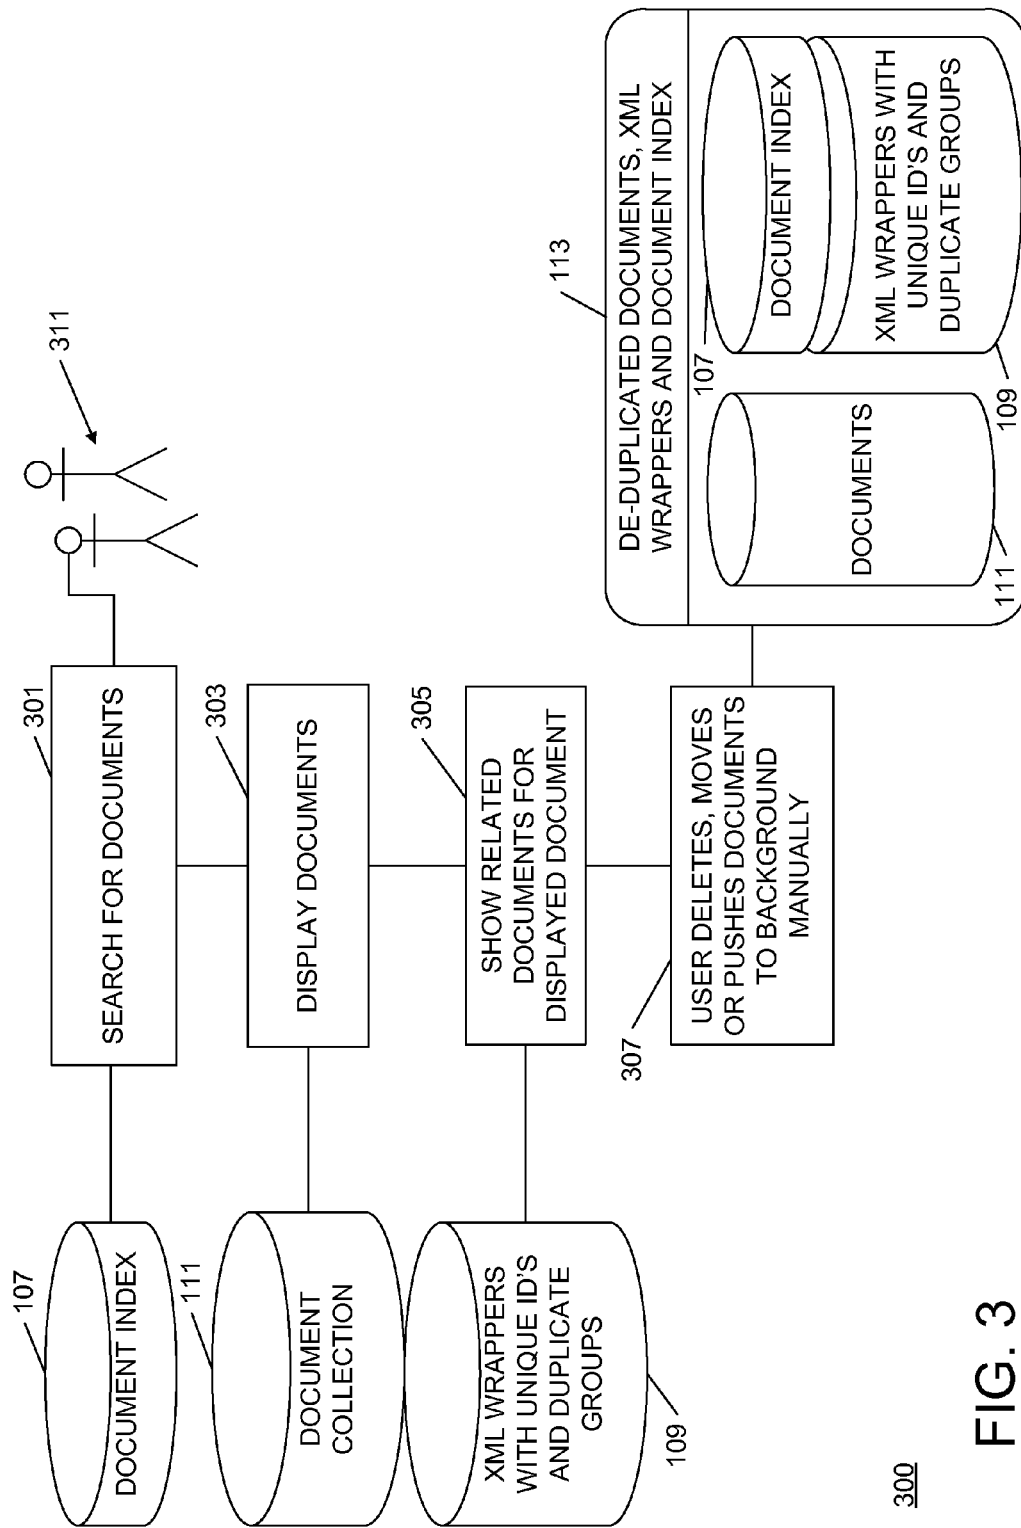 311
301
SEARCH FOR DOCUMENTS
107
DOCUMENT INDEX
303
DISPLAY DOCUMENTS
111
DOCUMENT
COLLECTION
305
SHOW RELATED
DOCUMENTS FOR
DISPLAYED DOCUMENT
XML WRAPPERS
WITH UNIQUE ID'S
AND DUPLICATE
GROUPS
109
307
USER DELETES, MOVES
OR PUSHES DOCUMENTS
TO BACKGROUND
MANUALLY
113
DE-DUPLICATED DOCUMENTS, XML
WRAPPERS AND DOCUMENT INDEX
DOCUMENTS
111
107
DOCUMENT INDEX
XML WRAPPERS WITH
UNIQUE ID'S AND
DUPLICATE GROUPS
109
300
FIG. 3